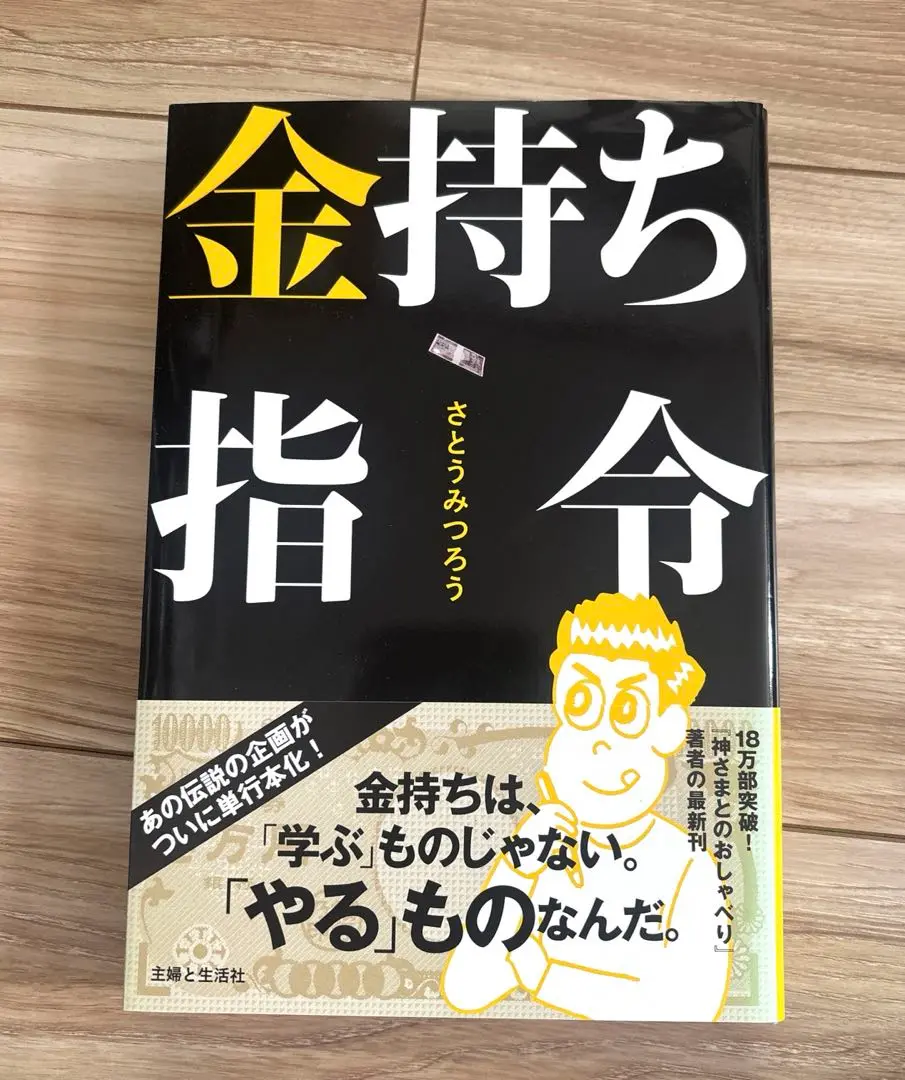 金持ち
指令
さとうみつろう
あの伝説の企画が
ついに単行本化！
10000
金持ちは、
「学ぶ」ものじゃない。
「やる」ものなんだ。
18万部突破！
『神さまとのおしゃべり』
著者の最新刊
主婦と生活社